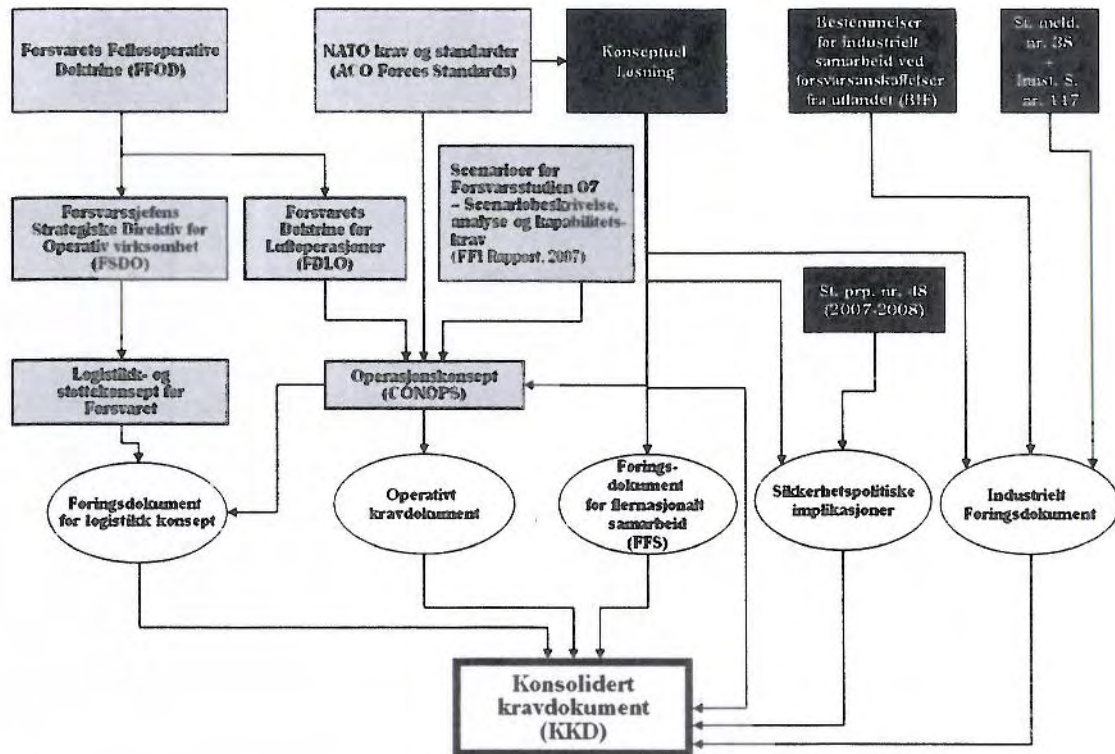 Forsvarets Fellesoperative
Doktrine (FFOD)
NATO krav og standarder
(ACO Forces Standards)
Konseptuel
Løsning
Bestemmelser
for industrielt
samarbeid ved
forsvarsanskaffelser
fra utlandet (BIF)
St. meld.
nr. 38
+
Innst. S.
nr. 117
Forsvarssjefens
Strategiske Direktiv for
Operativ virksomhet
(FSDO)
Forsvarets
Doktrine for
Luftoperasjoner
(FDLO)
Scenarioer for
Forsvarsstudien 07
– Scenariobeskrivelse,
analyse og kapabilitets-
krav
(FFI Rapport, 2007)
St. prp. nr. 48
(2007-2008)
Logistikk- og
støttekonsept for
Forsvaret
Operasjonskonsept
(CONOPS)
Føringsdokument
for logistikk konsept
Operativt
kravdokument
Førings-
dokument
for flernasjonalt
samarbeid
(FFS)
Sikkerhetspolitiske
implikasjoner
Industrielt
Føringsdokument
Konsolidert
kravdokument
(KKD)